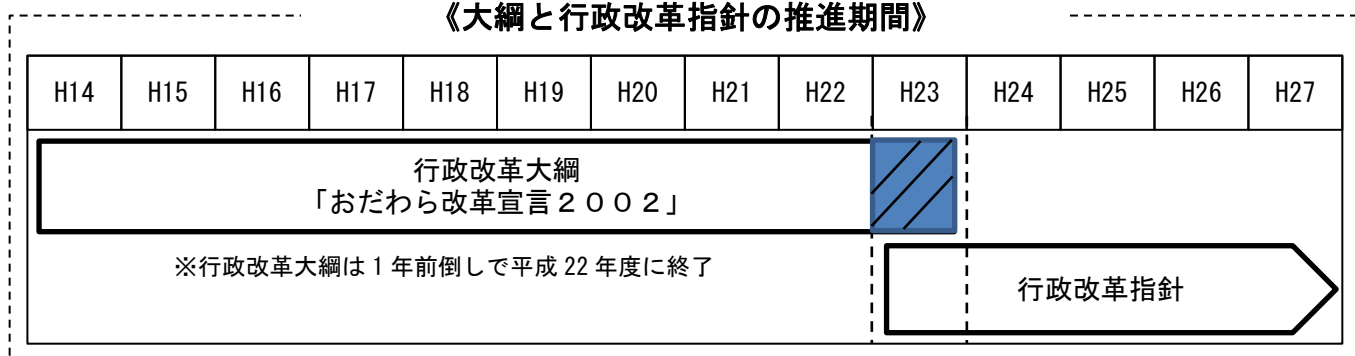 《大綱と行政改革指針の推進期間》
H14 H15 H16 H17 H18 H19 H20 H21 H22 H23 H24 H25 H26 H27
行政改革大綱
「おだわら改革宣言２００２」
※行政改革大綱は 1 年前倒しで平成 22 年度に終了
行政改革指針